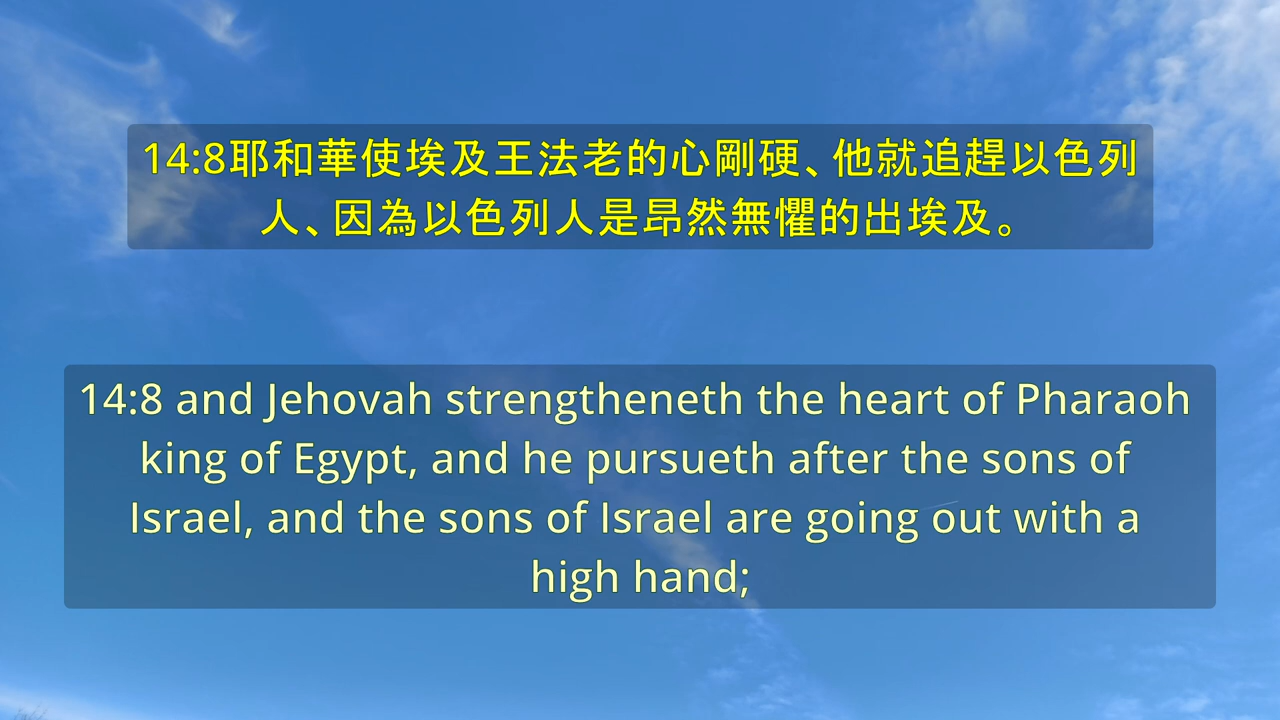 14:8耶和華使埃及王法老的心剛硬、他就追趕以色列
人、因為以色列人是昂然無懼的出埃及。
14:8 and Jehovah strengtheneth the heart of Pharaoh
king of Egypt, and he pursueth after the sons of
Israel, and the sons of Israel are going out with a
high hand;